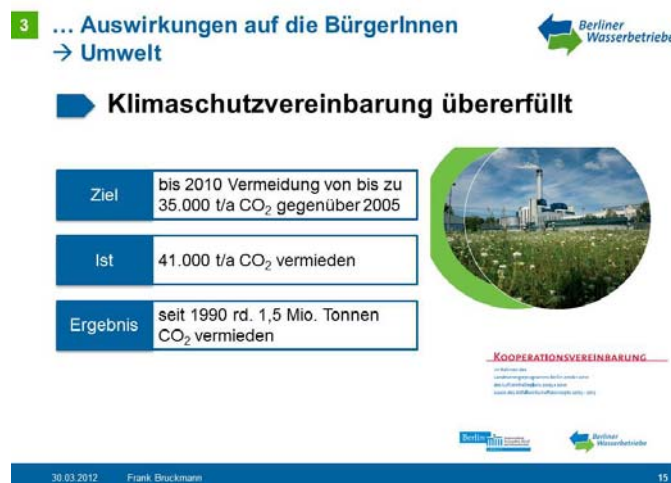 3
… Auswirkungen auf die BürgerInnen
→ Umwelt
Berliner
Wasserbetriebe
Klimaschutzvereinbarung übererfüllt
Ziel
bis 2010 Vermeidung von bis zu
35.000 t/a CO₂ gegenüber 2005
Ist
41.000 t/a CO₂ vermieden
Ergebnis
seit 1990 rd. 1,5 Mio. Tonnen
CO₂ vermieden
KOOPERATIONSVEREINBARUNG
Berlin
Berliner
Wasserbetriebe
30.03.2012 Frank Bruckmann
15